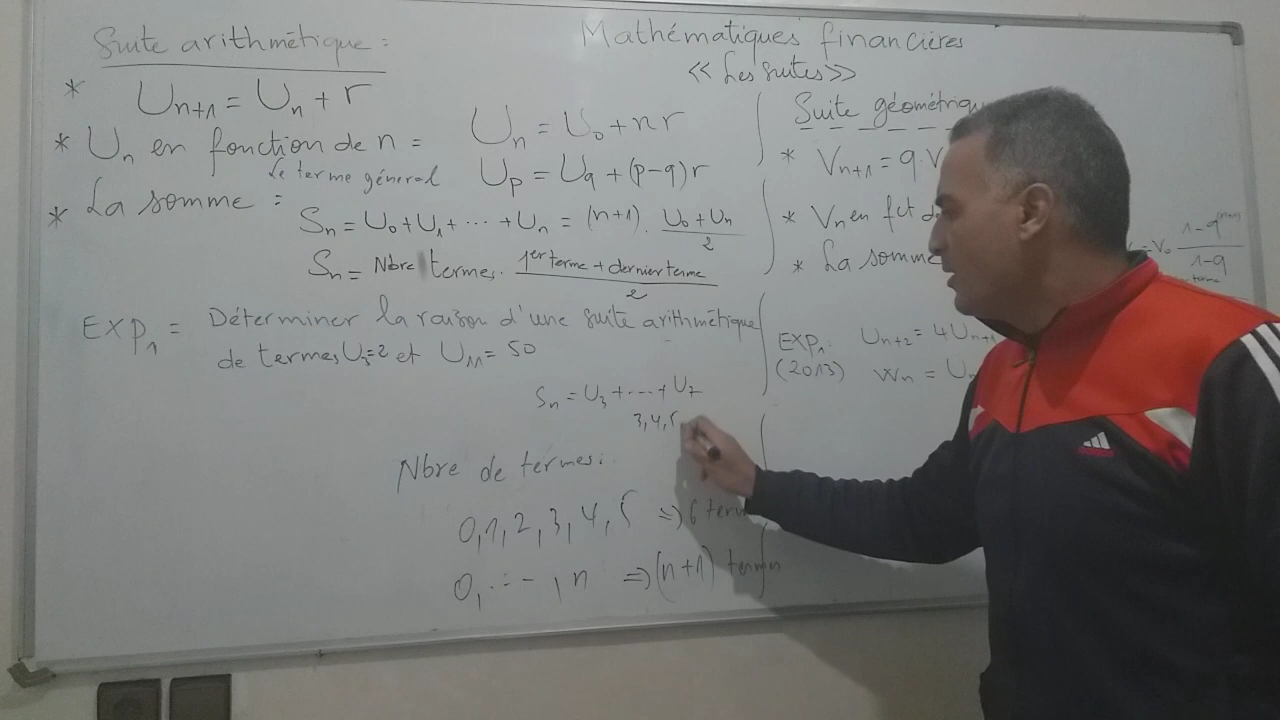 Mathématiques financières
<< Les suites >>
Suite arithmétique :
* Un+1 = Un + r
* Un en fonction de n = Un = U0 + nr
Le terme général Up = Uq + (p-q)r
* La somme :
Sn = U0 + U1 + ... + Un = (n+1). U0 + Un / 2
Sn = Nbre termes. 1er terme + dernier terme / 2
EXP1 = Déterminer la raison d'une suite arithmétique
de termes U3=2 et U11 = 50
Sn = U3 + ... + U7
3,4,5
Nbre de termes:
0,1,2,3,4,5 => 6
0, ... , n => (n+1) termes
Suite
* Vn+1 = q.V
* Vn en fct
* La somme
V0 1-q^(n+1) / 1-q
terme
EXP1: Un+2 = 4Un+1
(2013) Wn =